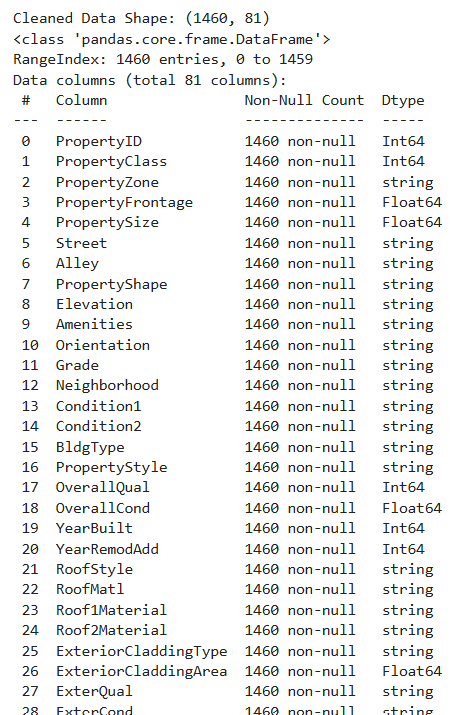 Cleaned Data Shape: (1460, 81)
<class 'pandas.core.frame.DataFrame'>
RangeIndex: 1460 entries, 0 to 1459
Data columns (total 81 columns):
 #   Column                Non-Null Count  Dtype
---  ------                --------------  -----
 0   PropertyID            1460 non-null   Int64
 1   PropertyClass         1460 non-null   Int64
 2   PropertyZone          1460 non-null   string
 3   PropertyFrontage      1460 non-null   Float64
 4   PropertySize          1460 non-null   Float64
 5   Street                1460 non-null   string
 6   Alley                 1460 non-null   string
 7   PropertyShape         1460 non-null   string
 8   Elevation             1460 non-null   string
 9   Amenities             1460 non-null   string
 10  Orientation           1460 non-null   string
 11  Grade                 1460 non-null   string
 12  Neighborhood          1460 non-null   string
 13  Condition1            1460 non-null   string
 14  Condition2            1460 non-null   string
 15  BldgType              1460 non-null   string
 16  PropertyStyle         1460 non-null   string
 17  OverallQual           1460 non-null   Int64
 18  OverallCond           1460 non-null   Float64
 19  YearBuilt             1460 non-null   Int64
 20  YearRemodAdd          1460 non-null   Int64
 21  RoofStyle             1460 non-null   string
 22  RoofMatl              1460 non-null   string
 23  Roof1Material         1460 non-null   string
 24  Roof2Material         1460 non-null   string
 25  ExteriorCladdingType  1460 non-null   string
 26  ExteriorCladdingArea  1460 non-null   Float64
 27  ExterQual             1460 non-null   string
 28  ExterCond             1460 non-null   string